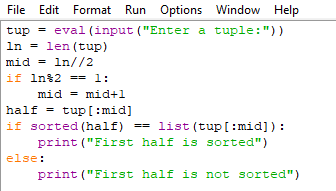 File Edit Format Run Options Window Help
tup = eval(input("Enter a tuple:"))
ln = len(tup)
mid = ln//2
if ln%2 == 1:
    mid = mid+1
half = tup[:mid]
if sorted(half) == list(tup[:mid]):
    print("First half is sorted")
else:
    print("First half is not sorted")